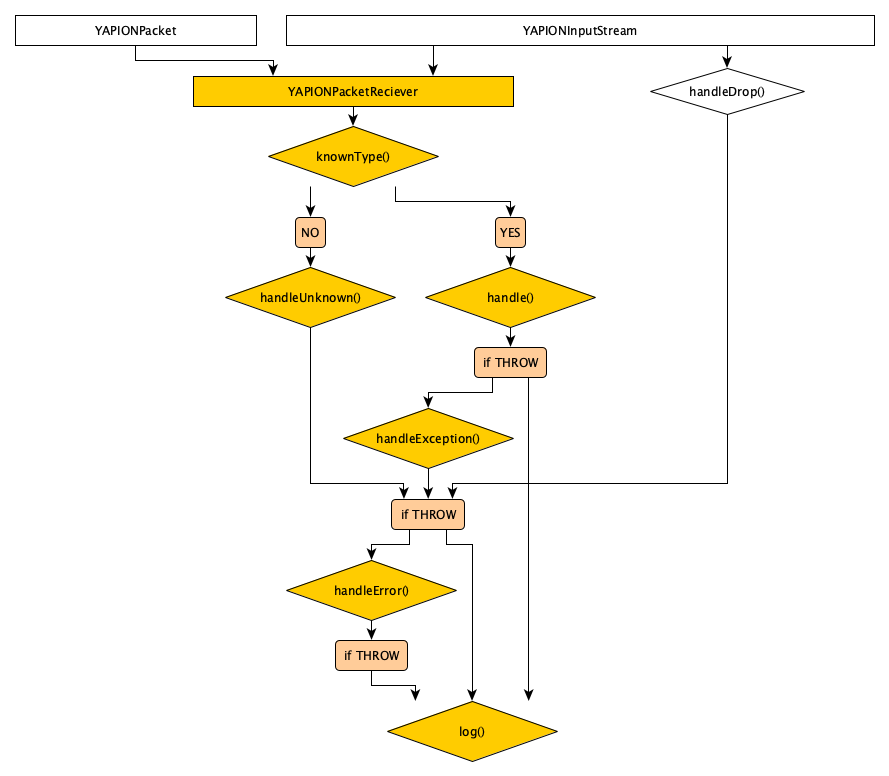 YAPIONPacket
YAPIONInputStream
YAPIONPacketReciever
handleDrop()
knownType()
NO
YES
handleUnknown()
handle()
if THROW
handleException()
if THROW
handleError()
if THROW
log()